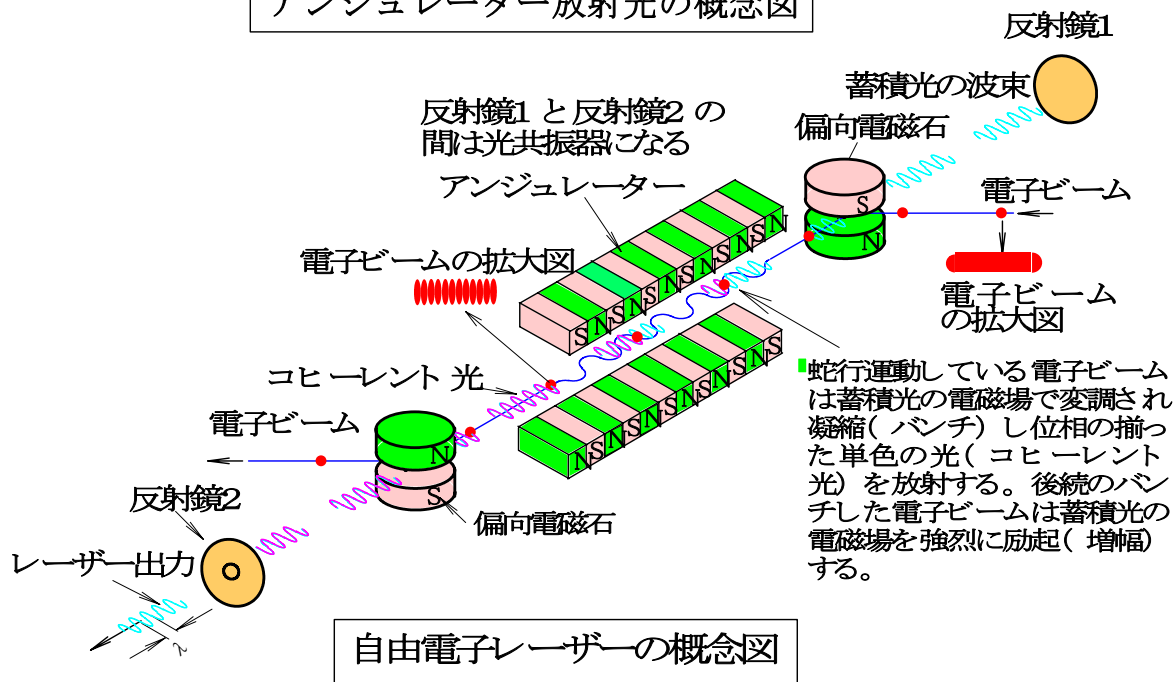 アンジュレーター放射光の概念図
反射鏡1
蓄積光の波束
反射鏡1 と反射鏡2 の
間は光共振器になる
偏向電磁石
アンジュレーター
電子ビーム
S
N
電子ビームの拡大図
S N S N S N S N S N
電子ビーム
の拡大図
コヒーレント 光
N S N S N S N S N S
蛇行運動している電子ビーム
は蓄積光の電磁場で変調され
凝縮( バンチ) し位相の揃っ
た単色の光( コヒーレント
光) を放射する。後続のバン
チした電子ビームは蓄積光の
電磁場を強烈に励起( 増幅)
する。
電子ビーム
N
S
反射鏡2
偏向電磁石
レーザー出力
λ
自由電子レーザーの概念図